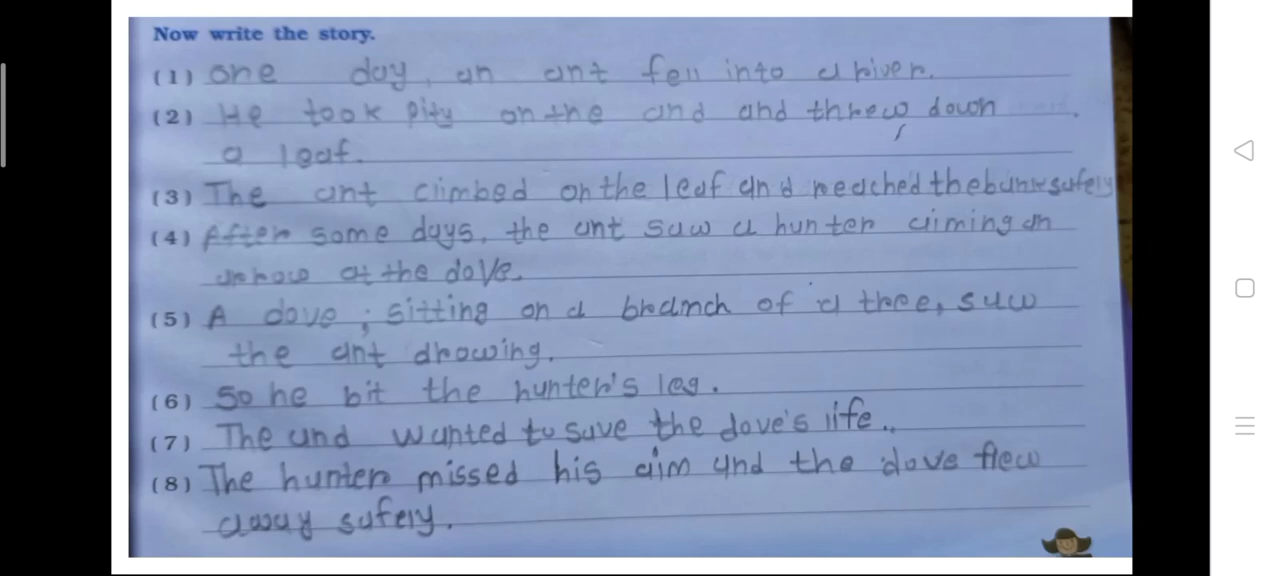 Now write the story.
(1) one day, an ant fell into a river.
(2) He took pity on the and and threw down
a leaf.
(3) The ant climbed on the leaf and reached the bank safely
(4) After some days, the ant saw a hunter aiming an
arrow at the dove.
(5) A dove, sitting on a branch of a tree, saw
the ant drowing.
(6) So he bit the hunter's leg.
(7) The and wanted to save the dove's life.
(8) The hunter missed his aim and the dove flew
away safely.